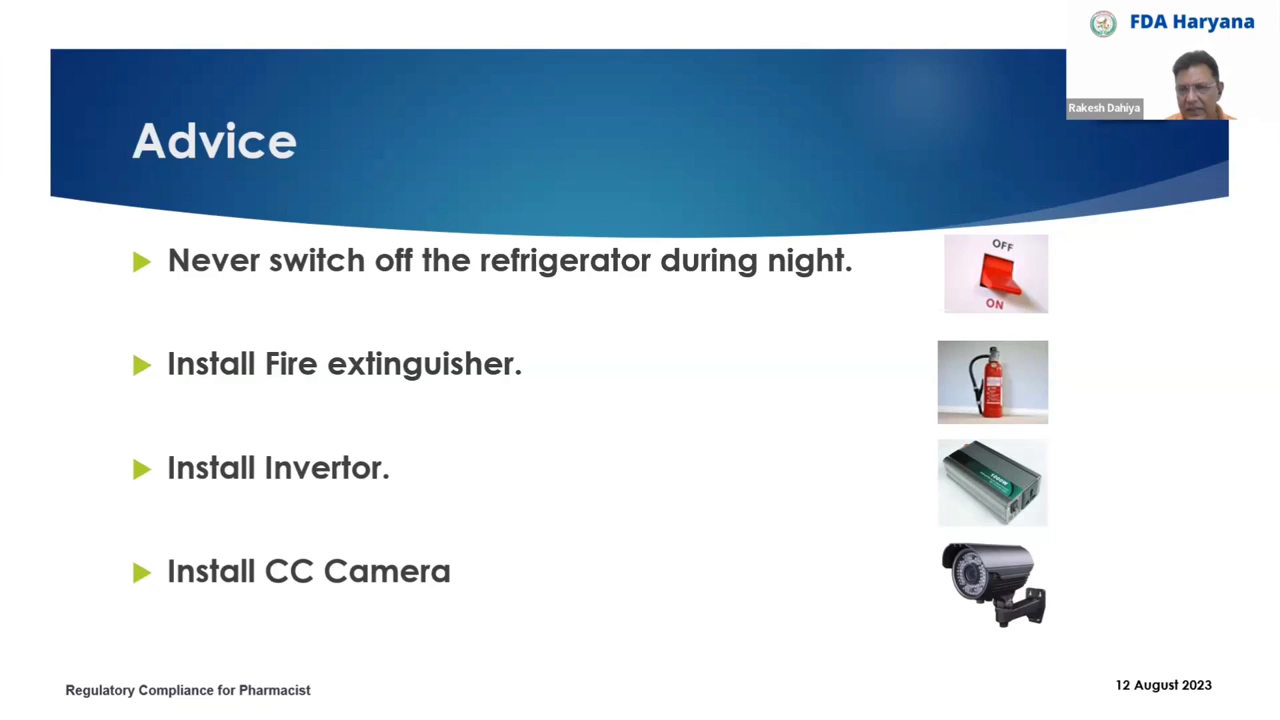 FDA Haryana
Rakesh Dahiya
Advice
Never switch off the refrigerator during night.
OFF
ON
Install Fire extinguisher.
Install Invertor.
Install CC Camera
Regulatory Compliance for Pharmacist
12 August 2023